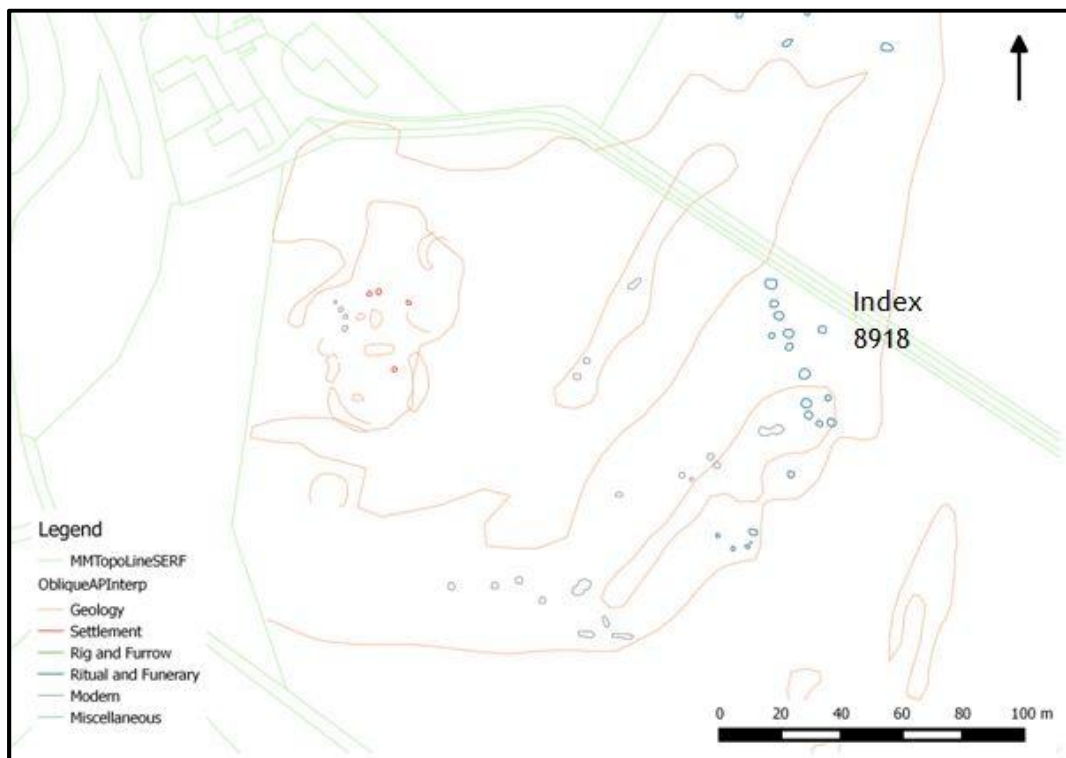 Index
8918
Legend
MMTopoLineSERF
ObliqueAPInterp
Geology
Settlement
Rig and Furrow
Ritual and Funerary
Modern
Miscellaneous
0 20 40 60 80 100 m